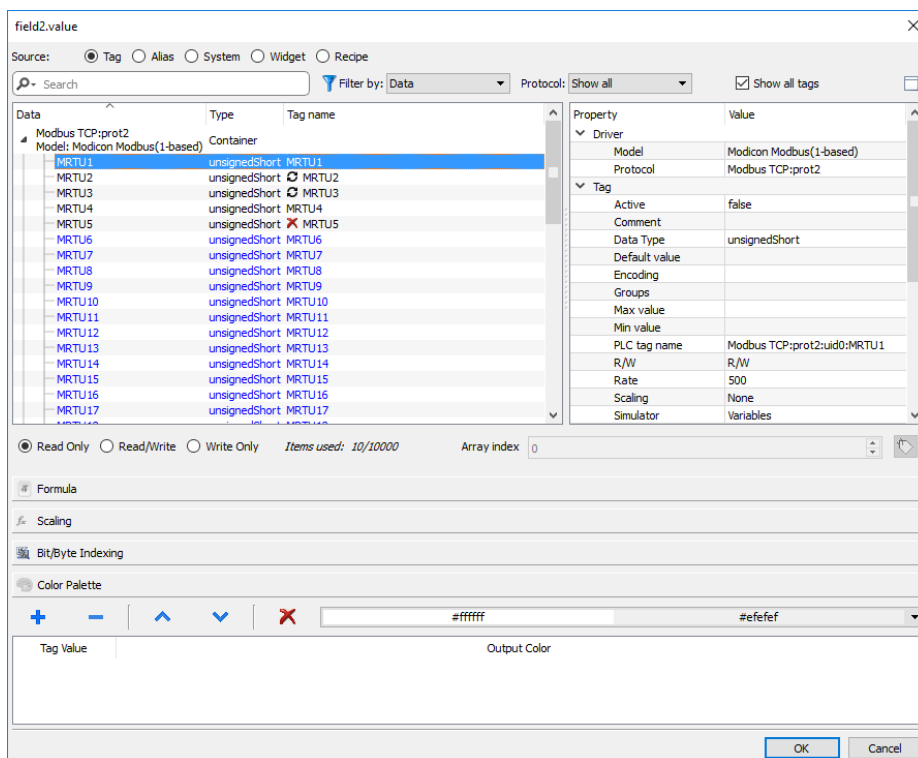 field2.value
Source: Tag Alias System Widget Recipe
Search Filter by: Data Protocol: Show all Show all tags
Data Type Tag name
Modbus TCP:prot2
Model: Modicon Modbus(1-based) Container
MRTU1 unsignedShort MRTU1
MRTU2 unsignedShort MRTU2
MRTU3 unsignedShort MRTU3
MRTU4 unsignedShort MRTU4
MRTU5 unsignedShort MRTU5
MRTU6 unsignedShort MRTU6
MRTU7 unsignedShort MRTU7
MRTU8 unsignedShort MRTU8
MRTU9 unsignedShort MRTU9
MRTU10 unsignedShort MRTU10
MRTU11 unsignedShort MRTU11
MRTU12 unsignedShort MRTU12
MRTU13 unsignedShort MRTU13
MRTU14 unsignedShort MRTU14
MRTU15 unsignedShort MRTU15
MRTU16 unsignedShort MRTU16
MRTU17 unsignedShort MRTU17
Property Value
Driver
Model Modicon Modbus(1-based)
Protocol Modbus TCP:prot2
Tag
Active false
Comment
Data Type unsignedShort
Default value
Encoding
Groups
Max value
Min value
PLC tag name Modbus TCP:prot2:uid0:MRTU1
R/W R/W
Rate 500
Scaling None
Simulator Variables
Read Only Read/Write Write Only Items used: 10/10000 Array index 0
Formula
Scaling
Bit/Byte Indexing
Color Palette
#ffffff #efefef
Tag Value Output Color
OK Cancel